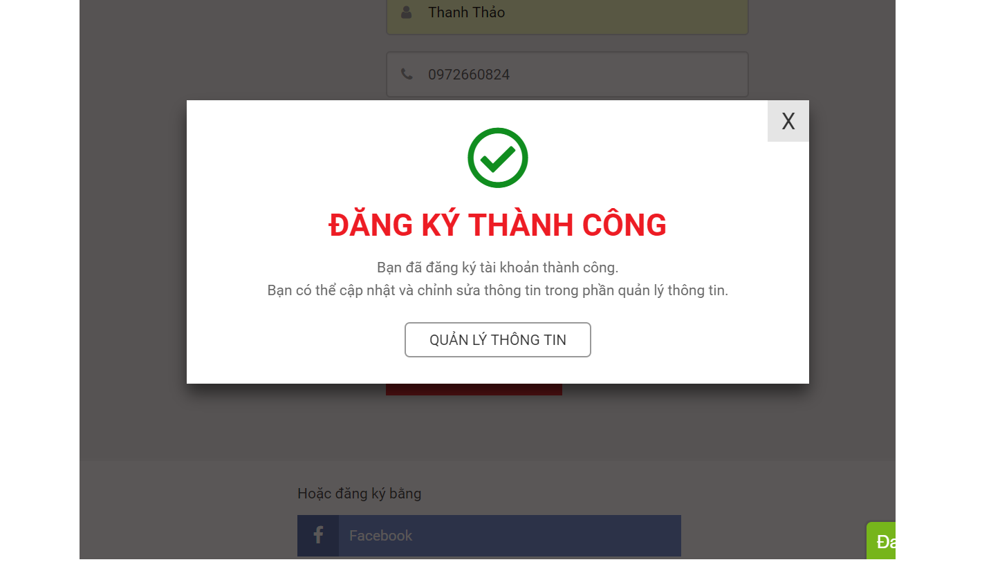 Thanh Thảo
0972660824
X
ĐĂNG KÝ THÀNH CÔNG
Bạn đã đăng ký tài khoản thành công.
Bạn có thể cập nhật và chỉnh sửa thông tin trong phần quản lý thông tin.
QUẢN LÝ THÔNG TIN
Hoặc đăng ký bằng
Facebook